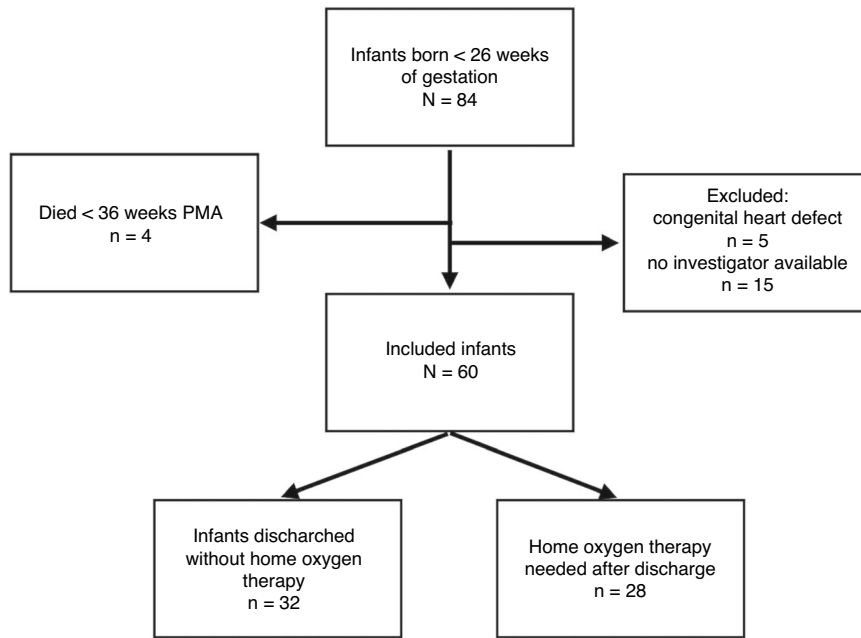 Infants born < 26 weeks
of gestation
N = 84
Died < 36 weeks PMA
n = 4
Excluded:
congenital heart defect
n = 5
no investigator available
n = 15
Included infants
N = 60
Infants discharched
without home oxygen
therapy
n = 32
Home oxygen therapy
needed after discharge
n = 28